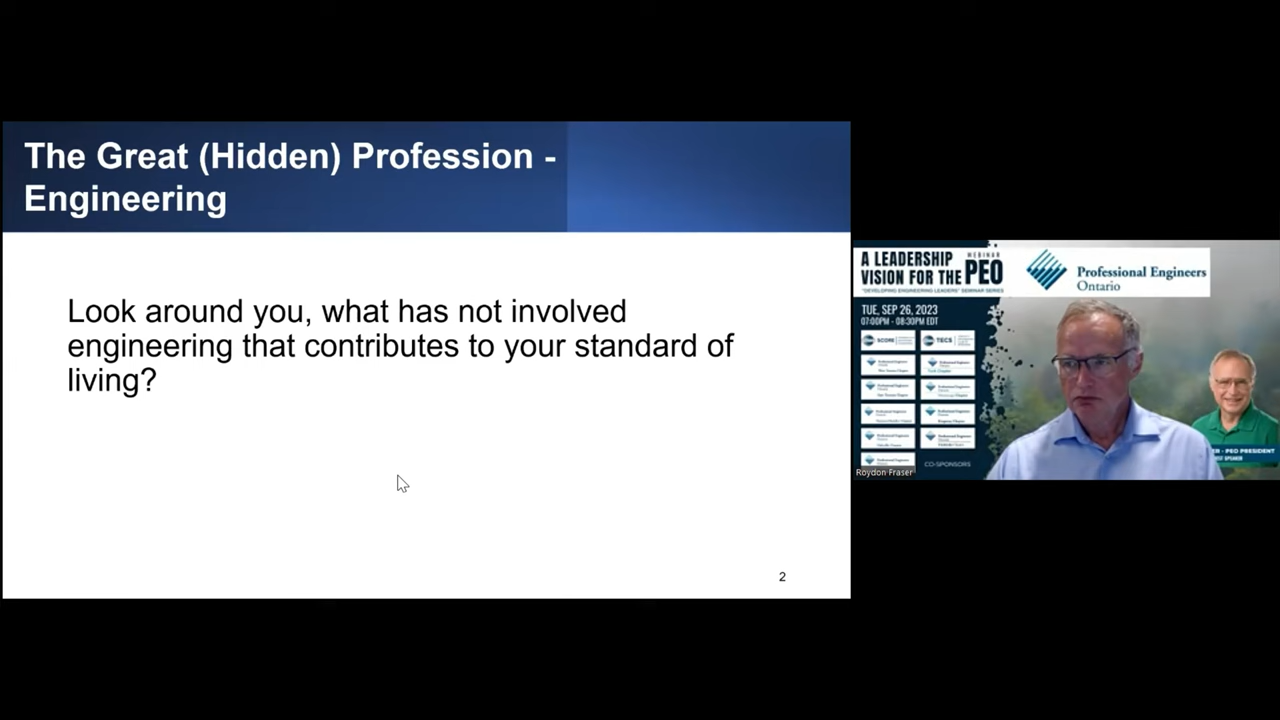 The Great (Hidden) Profession -
Engineering
Look around you, what has not involved
engineering that contributes to your standard of
living?
2
A LEADERSHIP
WEBINAR
VISION FOR THE PEO
"DEVELOPING ENGINEERING LEADERS" SEMINAR SERIES
Professional Engineers
Ontario
TUE, SEP 26, 2023
07:00PM - 08:30PM EDT
SCORE
TECS
CO-SPONSORS
PEO PRESIDENT
Roydon Fraser